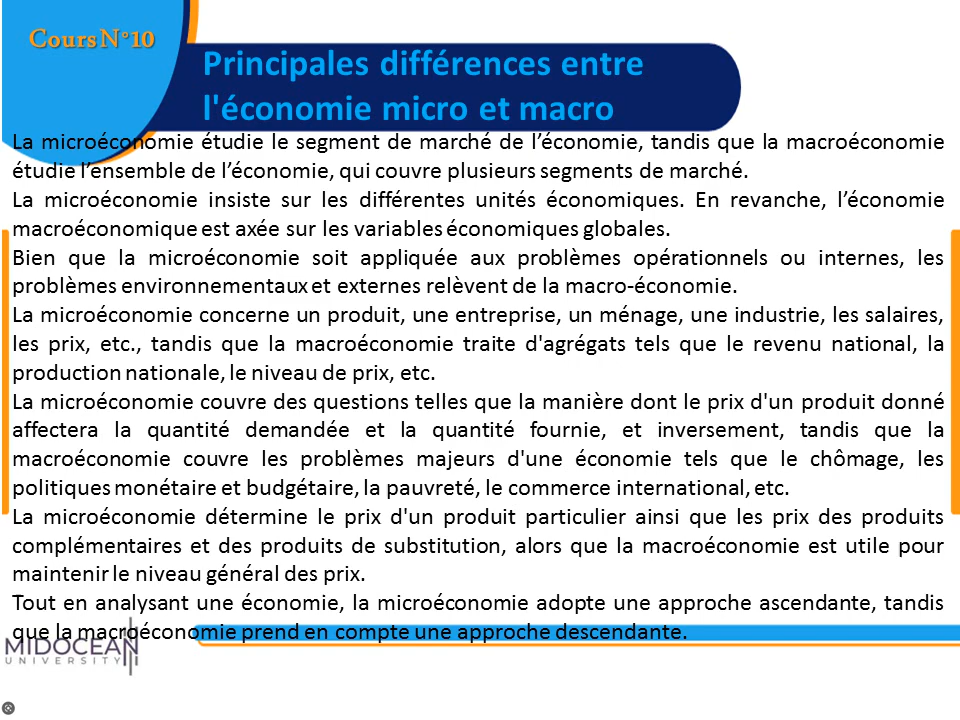 Cours N°10
Principales différences entre
l'économie micro et macro
La microéconomie étudie le segment de marché de l’économie, tandis que la macroéconomie
étudie l’ensemble de l’économie, qui couvre plusieurs segments de marché.
La microéconomie insiste sur les différentes unités économiques. En revanche, l’économie
macroéconomique est axée sur les variables économiques globales.
Bien que la microéconomie soit appliquée aux problèmes opérationnels ou internes, les
problèmes environnementaux et externes relèvent de la macro-économie.
La microéconomie concerne un produit, une entreprise, un ménage, une industrie, les salaires,
les prix, etc., tandis que la macroéconomie traite d'agrégats tels que le revenu national, la
production nationale, le niveau de prix, etc.
La microéconomie couvre des questions telles que la manière dont le prix d'un produit donné
affectera la quantité demandée et la quantité fournie, et inversement, tandis que la
macroéconomie couvre les problèmes majeurs d'une économie tels que le chômage, les
politiques monétaire et budgétaire, la pauvreté, le commerce international, etc.
La microéconomie détermine le prix d'un produit particulier ainsi que les prix des produits
complémentaires et des produits de substitution, alors que la macroéconomie est utile pour
maintenir le niveau général des prix.
Tout en analysant une économie, la microéconomie adopte une approche ascendante, tandis
que la macroéconomie prend en compte une approche descendante.
MIDOCEAN
UNIVERSITY